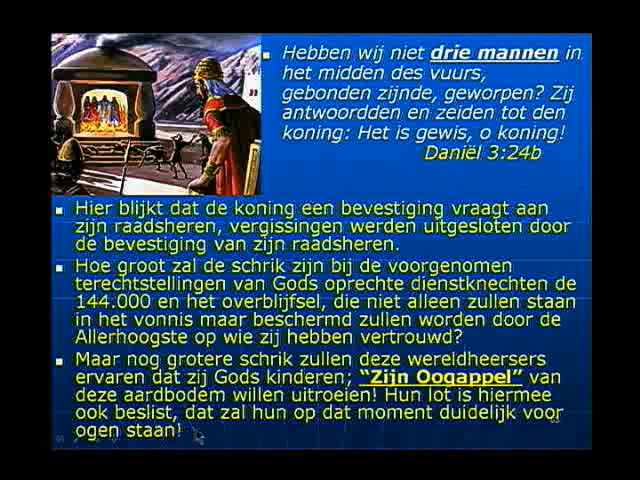 Hebben wij niet drie mannen in
het midden des vuurs,
gebonden zijnde, geworpen? Zij
antwoordden en zeiden tot den
koning: Het is gewis, o koning!
Daniël 3:24b
Hier blijkt dat de koning een bevestiging vraagt aan
zijn raadsheren, vergissingen werden uitgesloten door
de bevestiging van zijn raadsheren.
Hoe groot zal de schrik zijn bij de voorgenomen
terechtstellingen van Gods oprechte dienstknechten de
144.000 en het overblijfsel, die niet alleen zullen staan
in het vonnis maar beschermd zullen worden door de
Allerhoogste op wie zij hebben vertrouwd?
Maar nog grotere schrik zullen deze wereldheersers
ervaren dat zij Gods kinderen; “Zijn Oogappel” van
deze aardbodem willen uitroeien! Hun lot is hiermee
ook beslist, dat zal hun op dat moment duidelijk voor
ogen staan!